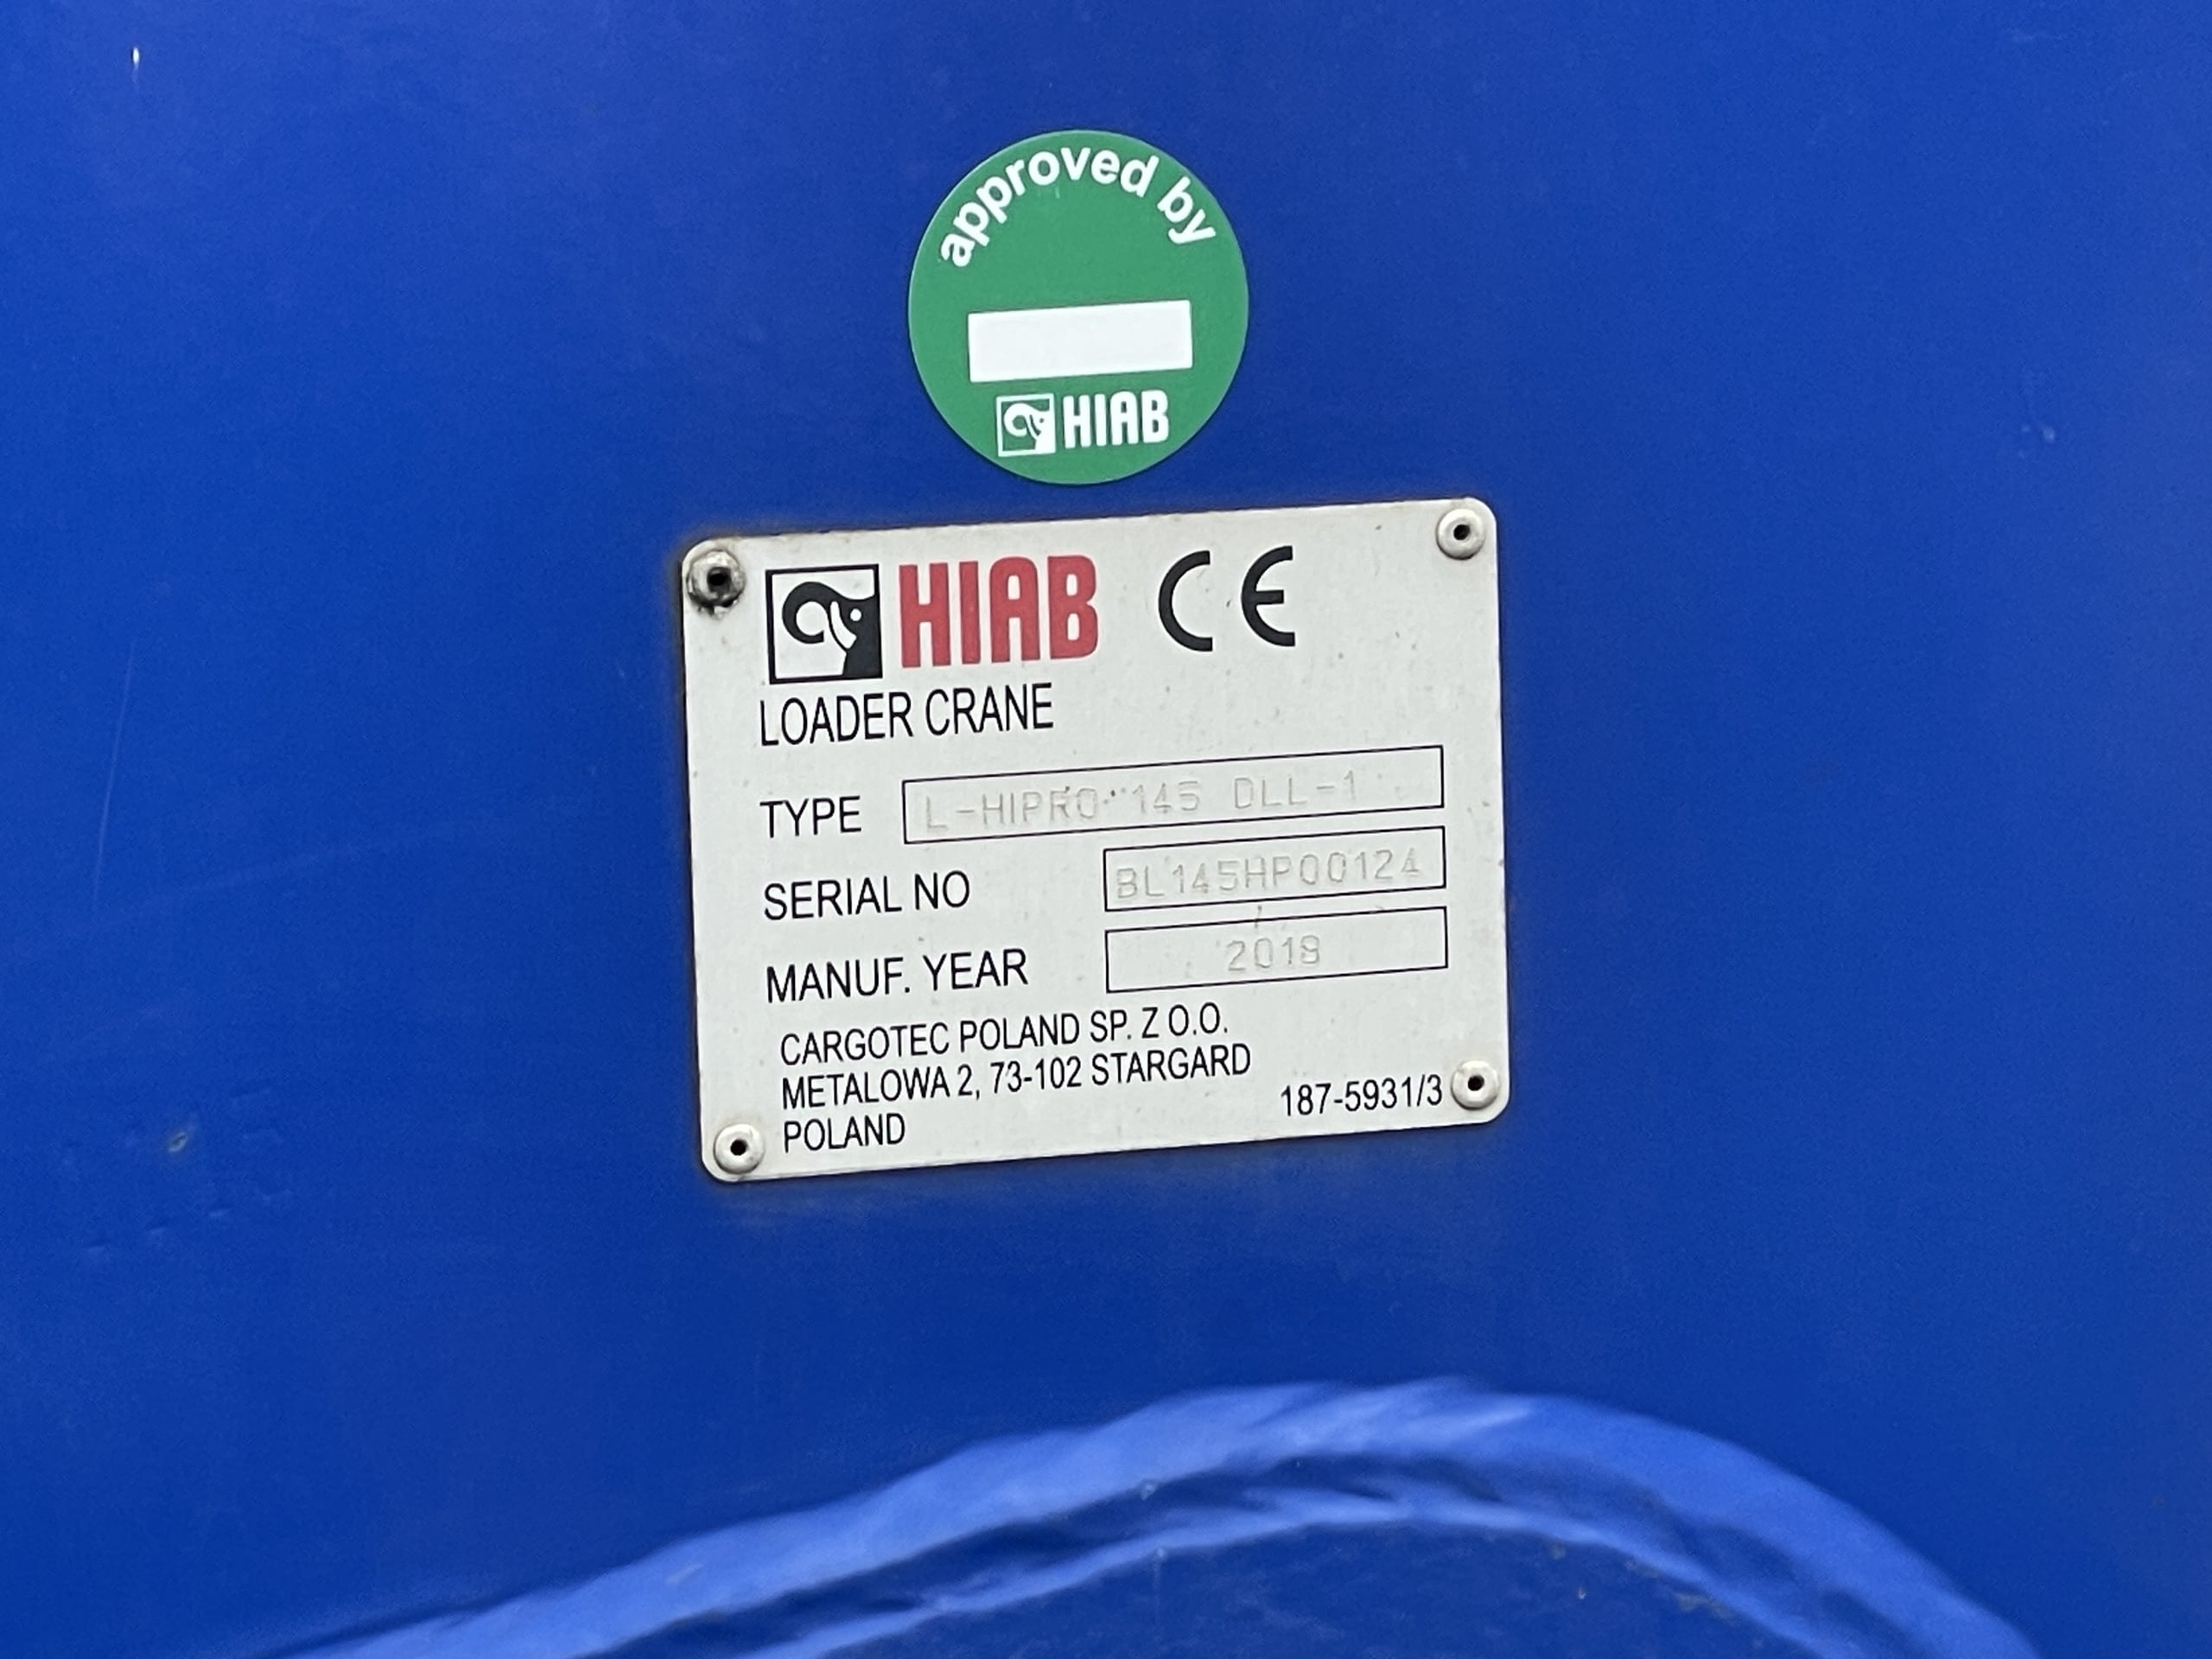 approved by
HIAB
HIAB CE
LOADER CRANE
TYPE L-HIPRO 145 DLL-1
SERIAL NO BL145HP00124
MANUF. YEAR 2018
CARGOTEC POLAND SP. Z O.O.
METALOWA 2, 73-102 STARGARD
POLAND
187-5931/3